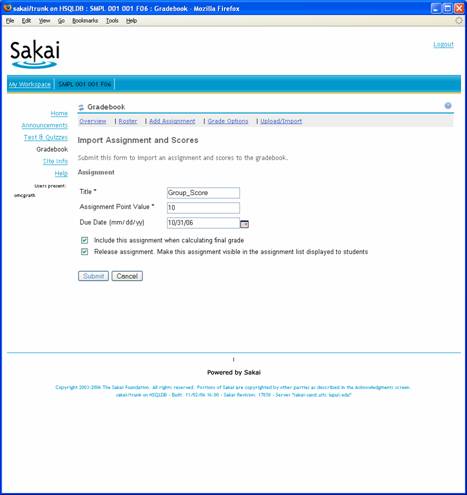 sakai/trunk on HSQLDB : SMPL 001 001 F06 : Gradebook - Mozilla Firefox
File Edit View Go Bookmarks Tools Help
Sakai
Logout
My Workspace SMPL 001 001 F06
Home
Announcements
Test & Quizzes
Gradebook
Site Info
Help
Users present:
omcgrath
Gradebook
Overview | Roster | Add Assignment | Grade Options | Upload/Import
Import Assignment and Scores
Submit this form to import an assignment and scores to the gradebook.
Assignment
Title * Group_Score
Assignment Point Value * 10
Due Date (mm/dd/yy) 10/31/06
Include this assignment when calculating final grade
Release assignment. Make this assignment visible in the assignment list displayed to students
Submit Cancel
Powered by Sakai
Copyright 2003-2006 The Sakai Foundation. All rights reserved. Portions of Sakai are copyrighted by other parties as described in the Acknowledgments screen.
sakai/trunk on HSQLDB - Built: 11/02/06 16:00 - Sakai Revision: 17838 - Server